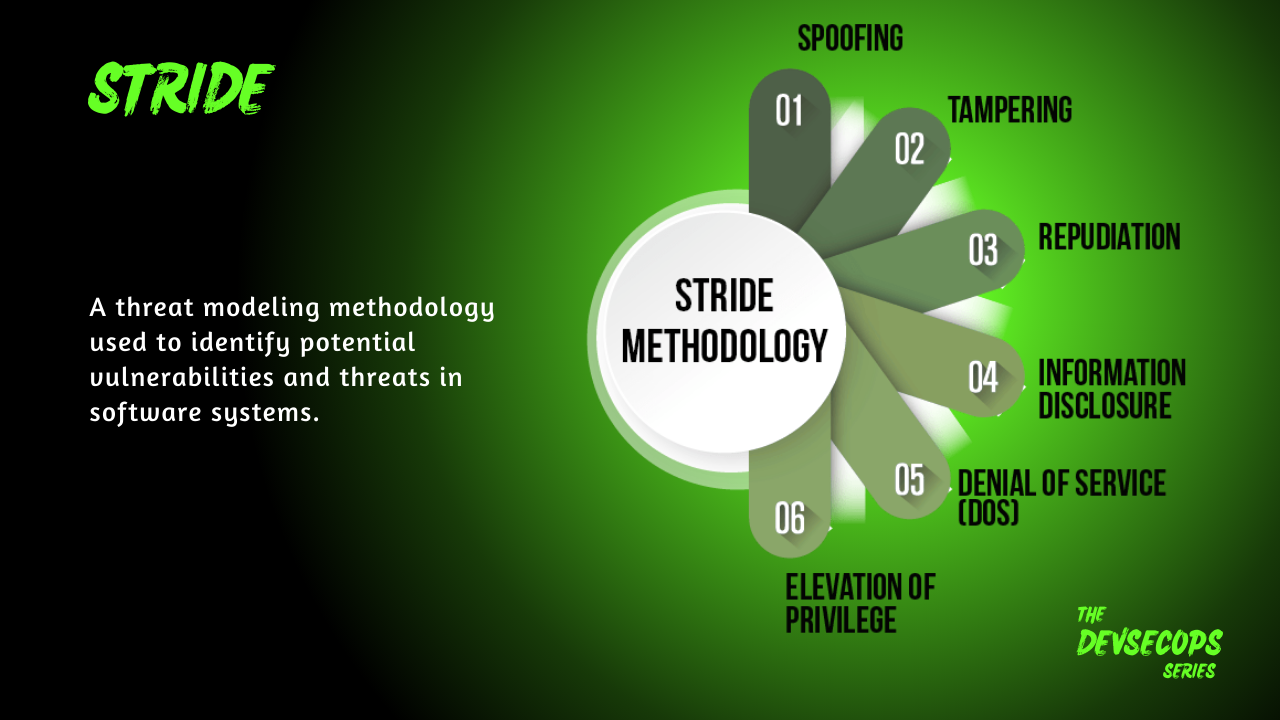 STRIDE
A threat modeling methodology
used to identify potential
vulnerabilities and threats in
software systems.
STRIDE
METHODOLOGY
01
SPOOFING
02
TAMPERING
03
REPUDIATION
04
INFORMATION
DISCLOSURE
05
DENIAL OF SERVICE
(DOS)
06
ELEVATION OF
PRIVILEGE
THE
DEVSECOPS
SERIES